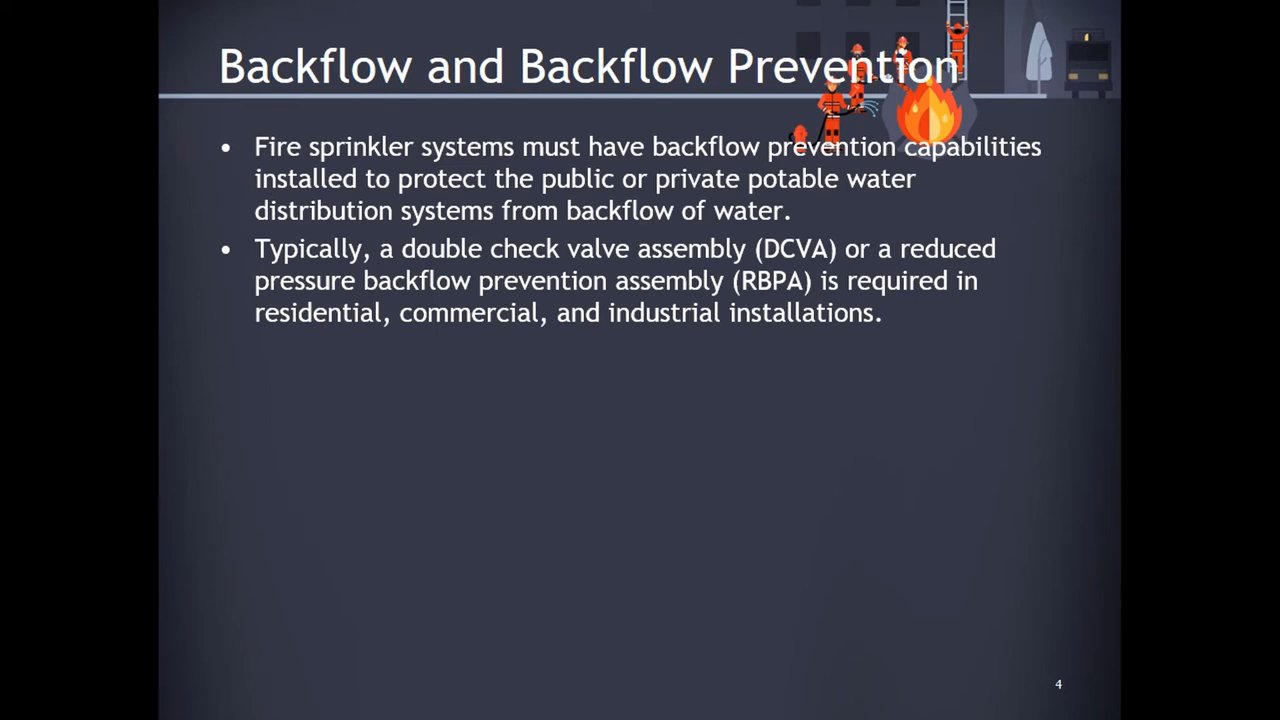 Backflow and Backflow Prevention
• Fire sprinkler systems must have backflow prevention capabilities
installed to protect the public or private potable water
distribution systems from backflow of water.
• Typically, a double check valve assembly (DCVA) or a reduced
pressure backflow prevention assembly (RBPA) is required in
residential, commercial, and industrial installations.
4